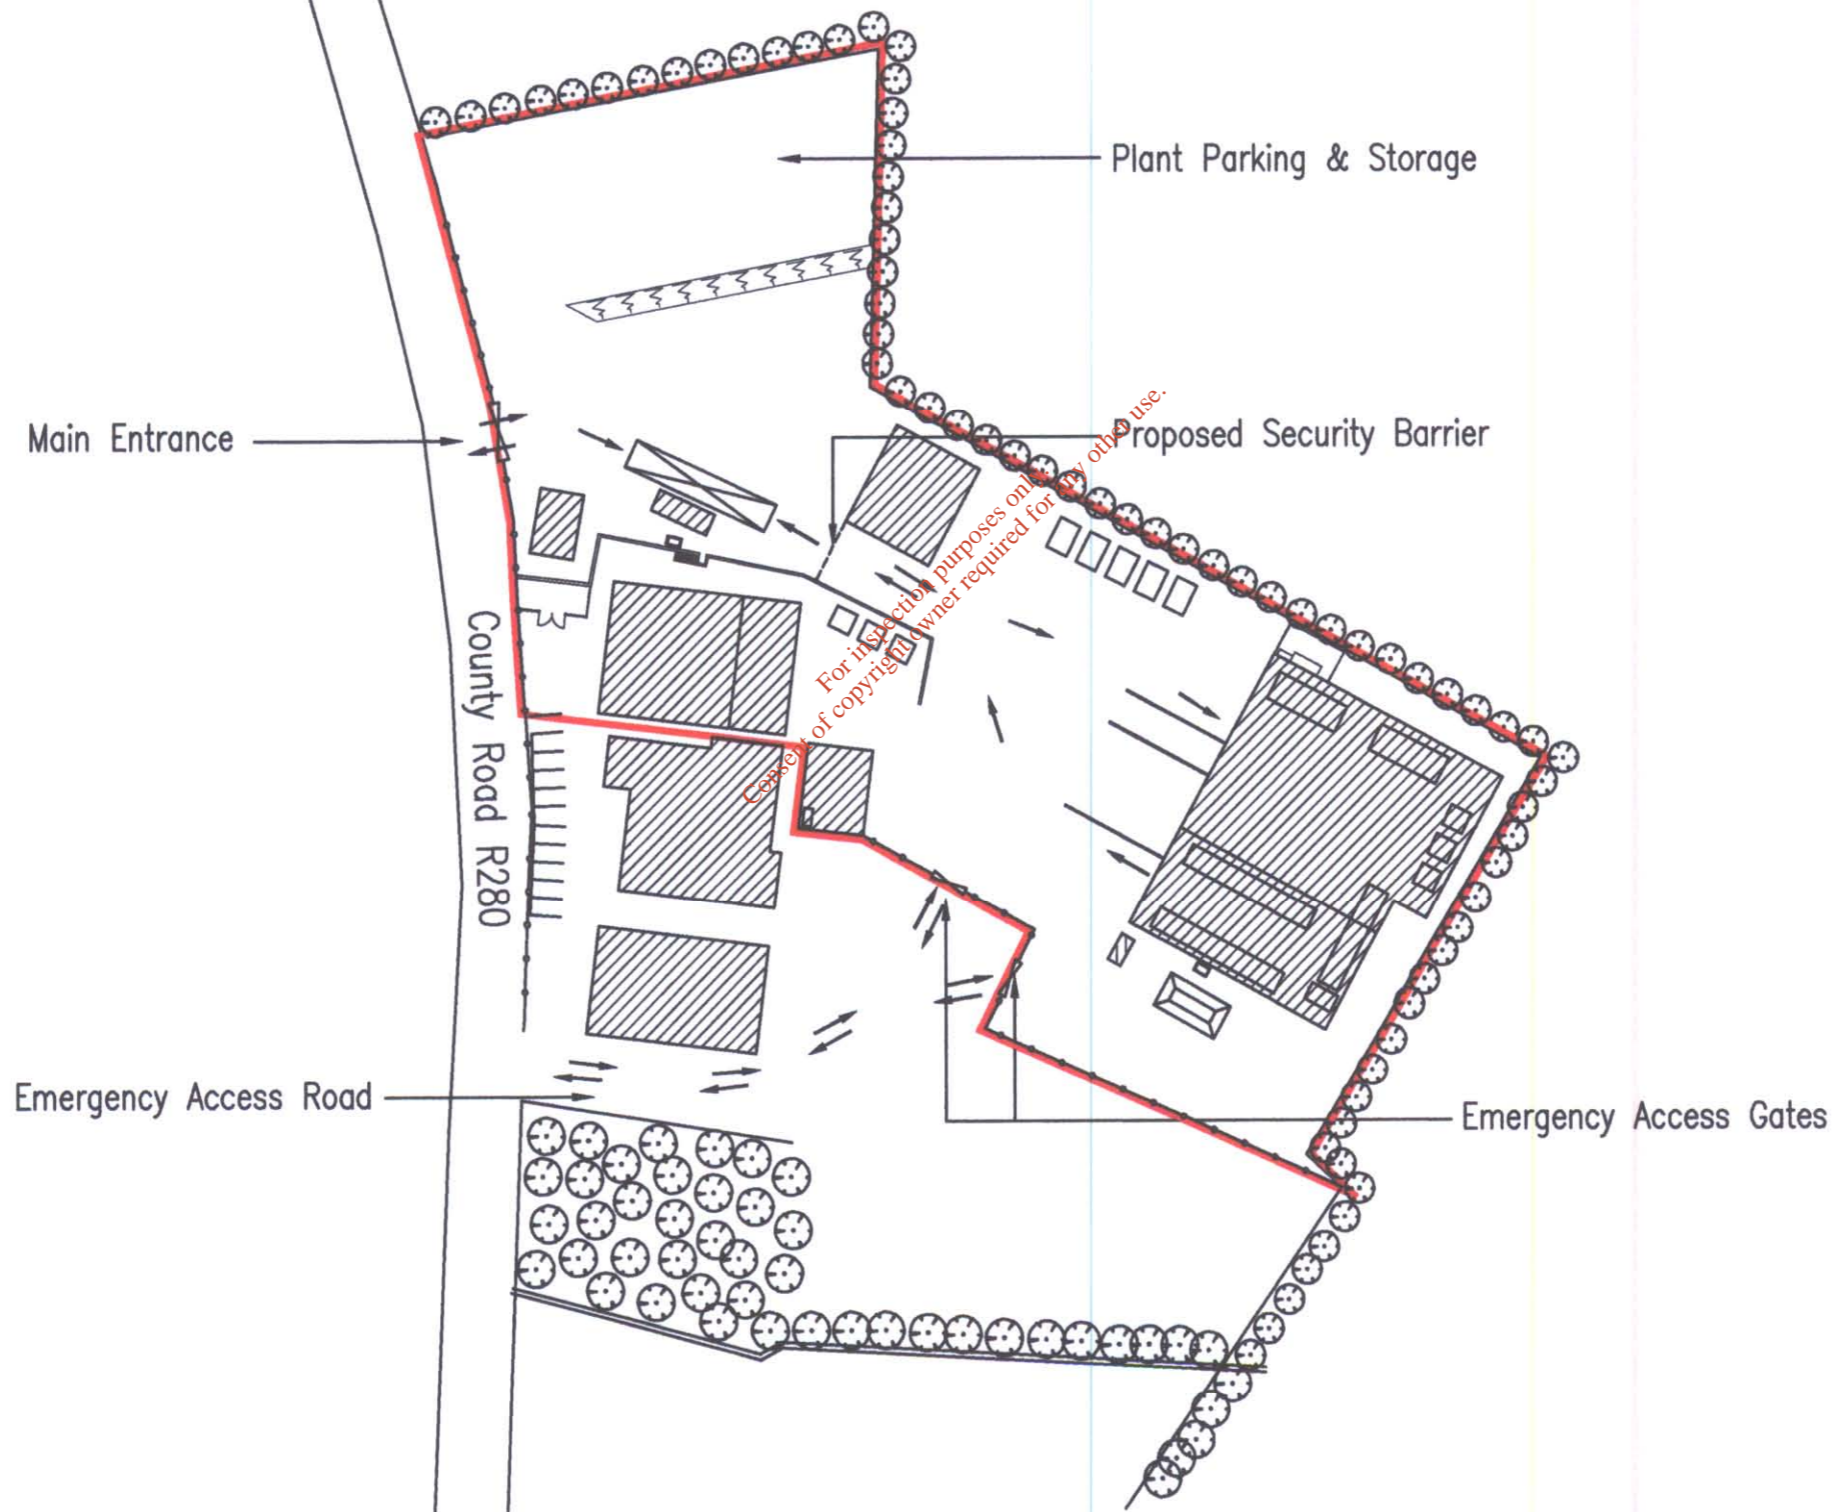 Plant Parking & Storage
Main Entrance
Proposed Security Barrier
For inspection purposes only.
Consent of copyright owner required for any other use.
County Road R280
Emergency Access Road
Emergency Access Gates